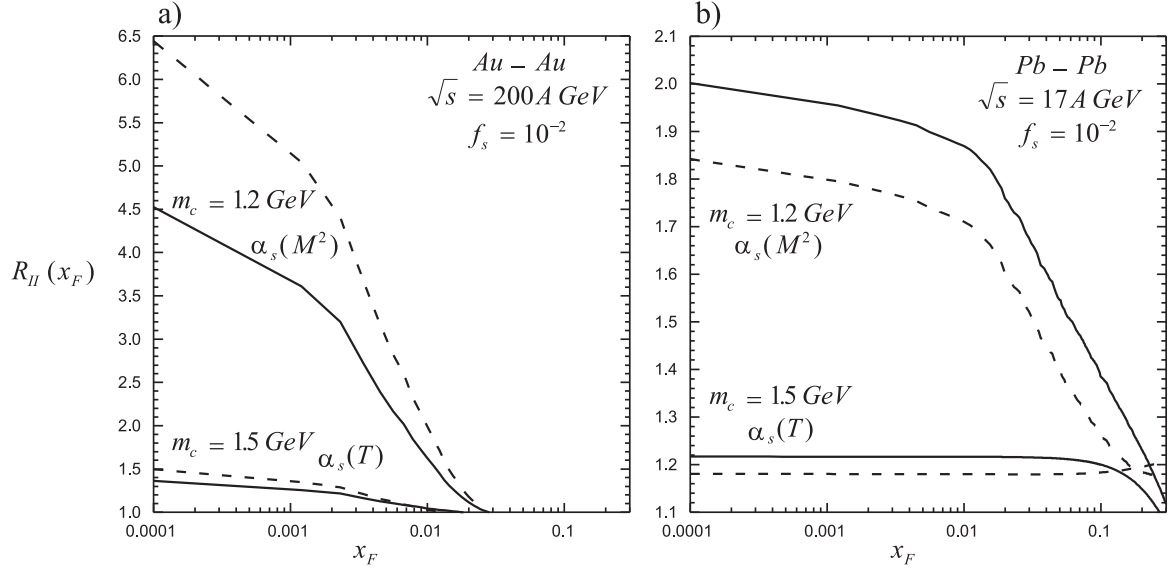 a)
6.5
6.0
5.5
5.0
4.5
4.0
3.5
3.0
2.5
2.0
1.5
1.0
Au – Au
√s = 200 A GeV
f_s = 10^-2
m_c = 1.2 GeV
α_s(M^2)
R_II (x_F)
m_c = 1.5 GeV
α_s(T)
0.0001
0.001
0.01
0.1
x_F
b)
2.1
2.0
1.9
1.8
1.7
1.6
1.5
1.4
1.3
1.2
1.1
Pb – Pb
√s = 17 A GeV
f_s = 10^-2
m_c = 1.2 GeV
α_s(M^2)
m_c = 1.5 GeV
α_s(T)
0.0001
0.001
0.01
0.1
x_F